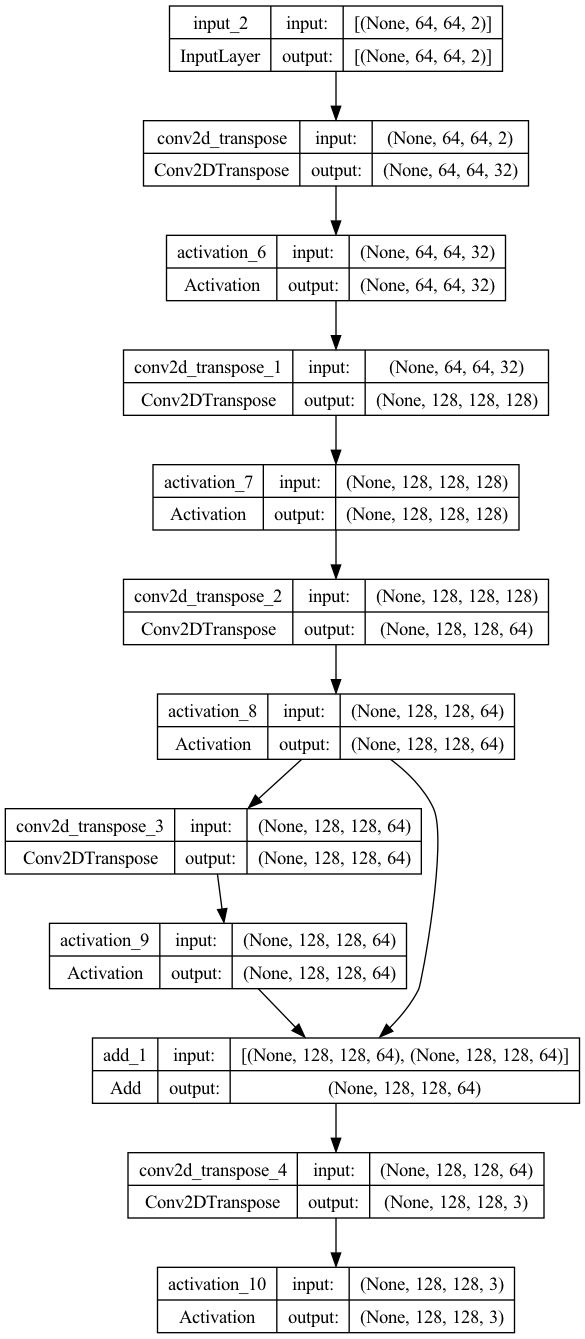 input_2 input: [(None, 64, 64, 2)]
InputLayer output: [(None, 64, 64, 2)]
conv2d_transpose input: (None, 64, 64, 2)
Conv2DTranspose output: (None, 64, 64, 32)
activation_6 input: (None, 64, 64, 32)
Activation output: (None, 64, 64, 32)
conv2d_transpose_1 input: (None, 64, 64, 32)
Conv2DTranspose output: (None, 128, 128, 128)
activation_7 input: (None, 128, 128, 128)
Activation output: (None, 128, 128, 128)
conv2d_transpose_2 input: (None, 128, 128, 128)
Conv2DTranspose output: (None, 128, 128, 64)
activation_8 input: (None, 128, 128, 64)
Activation output: (None, 128, 128, 64)
conv2d_transpose_3 input: (None, 128, 128, 64)
Conv2DTranspose output: (None, 128, 128, 64)
activation_9 input: (None, 128, 128, 64)
Activation output: (None, 128, 128, 64)
add_1 input: [(None, 128, 128, 64), (None, 128, 128, 64)]
Add output: (None, 128, 128, 64)
conv2d_transpose_4 input: (None, 128, 128, 64)
Conv2DTranspose output: (None, 128, 128, 3)
activation_10 input: (None, 128, 128, 3)
Activation output: (None, 128, 128, 3)